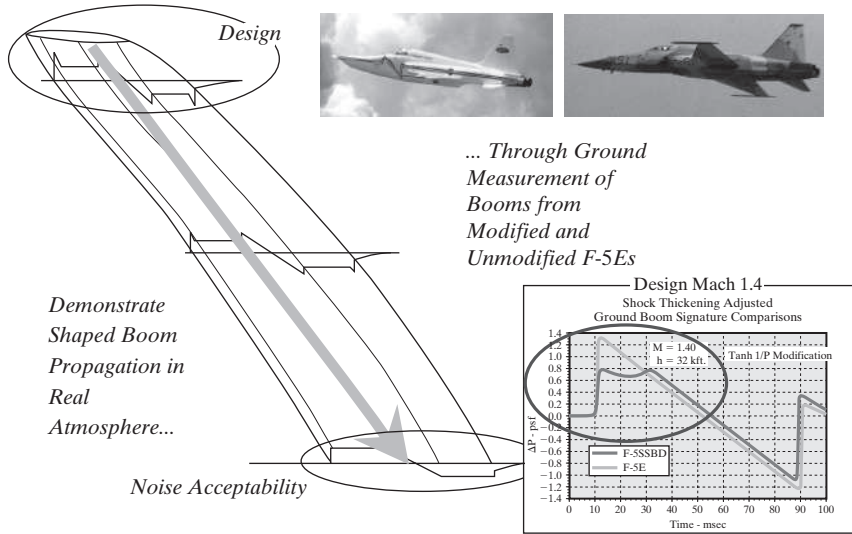 Design
... Through Ground
Measurement of
Booms from
Modified and
Unmodified F-5Es
Demonstrate
Shaped Boom
Propagation in
Real
Atmosphere...
Noise Acceptability
Design Mach 1.4
Shock Thickening Adjusted
Ground Boom Signature Comparisons
M = 1.40
h = 32 kft.
Tanh 1/P Modification
ΔP - psf
1.4
1.2
1.0
0.8
0.6
0.4
0.2
0.0
−0.2
−0.4
−0.6
−0.8
−1.0
−1.2
−1.4
F-5SSBD
F-5E
0 10 20 30 40 50 60 70 80 90 100
Time - msec